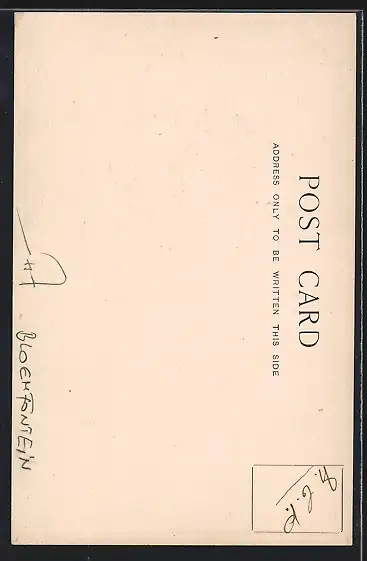 POST CARD
ADDRESS ONLY TO BE WRITTEN THIS SIDE
BLOEMFONTEIN